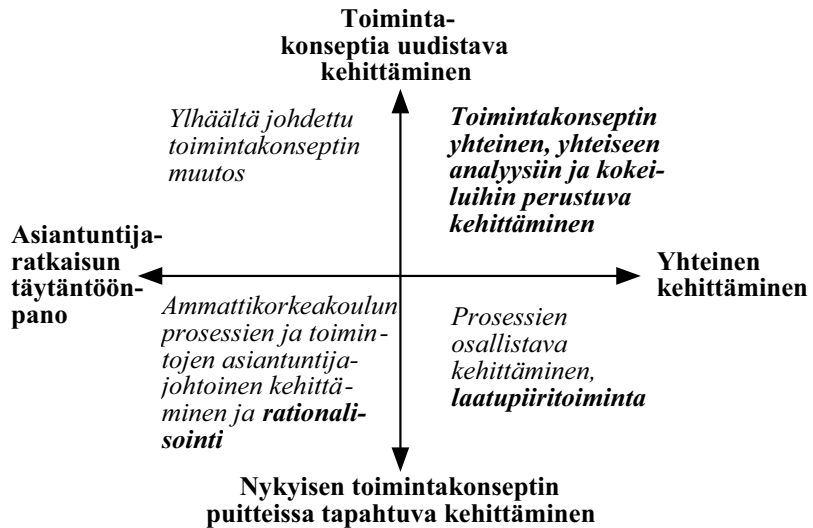 Toiminta-
konseptia uudistava
kehittäminen
Ylhäältä johdettu
toimintakonseptin
muutos
Toimintakonseptin
yhteinen, yhteiseen
analyysiin ja kokei-
luihin perustuva
kehittäminen
Asiantuntija-
ratkaisun
täytäntöön-
pano
Yhteinen
kehittäminen
Ammattikorkeakoulun
prosessien ja toimin-
tojen asiantuntija-
johtoinen kehittä-
minen ja rationali-
sointi
Prosessien
osallistava
kehittäminen,
laatupiiritoiminta
Nykyisen toimintakonseptin
puitteissa tapahtuva kehittäminen